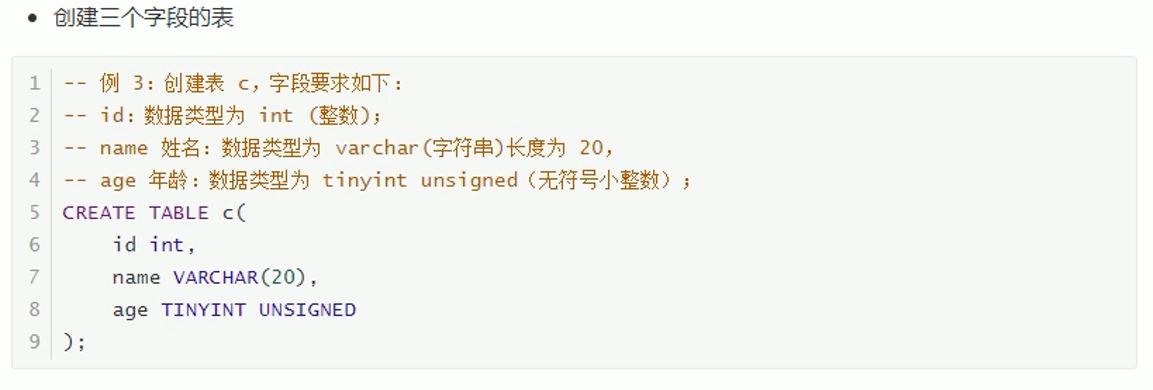 • 创建三个字段的表
1 -- 例 3：创建表 c，字段要求如下：
2 -- id：数据类型为 int (整数)；
3 -- name 姓名：数据类型为 varchar(字符串)长度为 20，
4 -- age 年龄：数据类型为 tinyint unsigned（无符号小整数）；
5 CREATE TABLE c(
6     id int,
7     name VARCHAR(20),
8     age TINYINT UNSIGNED
9 );